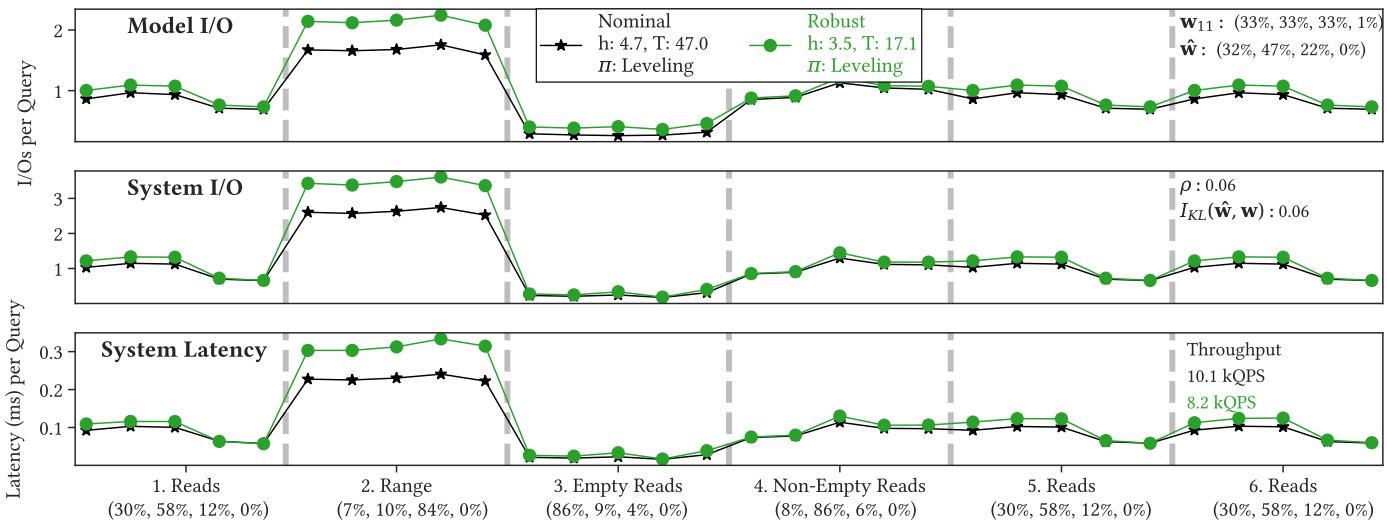 Model I/O
2
1
I/Os per Query
Nominal
h: 4.7, T: 47.0
π: Leveling
Robust
h: 3.5, T: 17.1
π: Leveling
w₁₁ : (33%, 33%, 33%, 1%)
ŵ : (32%, 47%, 22%, 0%)
System I/O
3
2
1
ρ : 0.06
I_KL(ŵ, w) : 0.06
System Latency
0.3
0.2
0.1
Latency (ms) per Query
Throughput
10.1 kQPS
8.2 kQPS
1. Reads
(30%, 58%, 12%, 0%)
2. Range
(7%, 10%, 84%, 0%)
3. Empty Reads
(86%, 9%, 4%, 0%)
4. Non-Empty Reads
(8%, 86%, 6%, 0%)
5. Reads
(30%, 58%, 12%, 0%)
6. Reads
(30%, 58%, 12%, 0%)